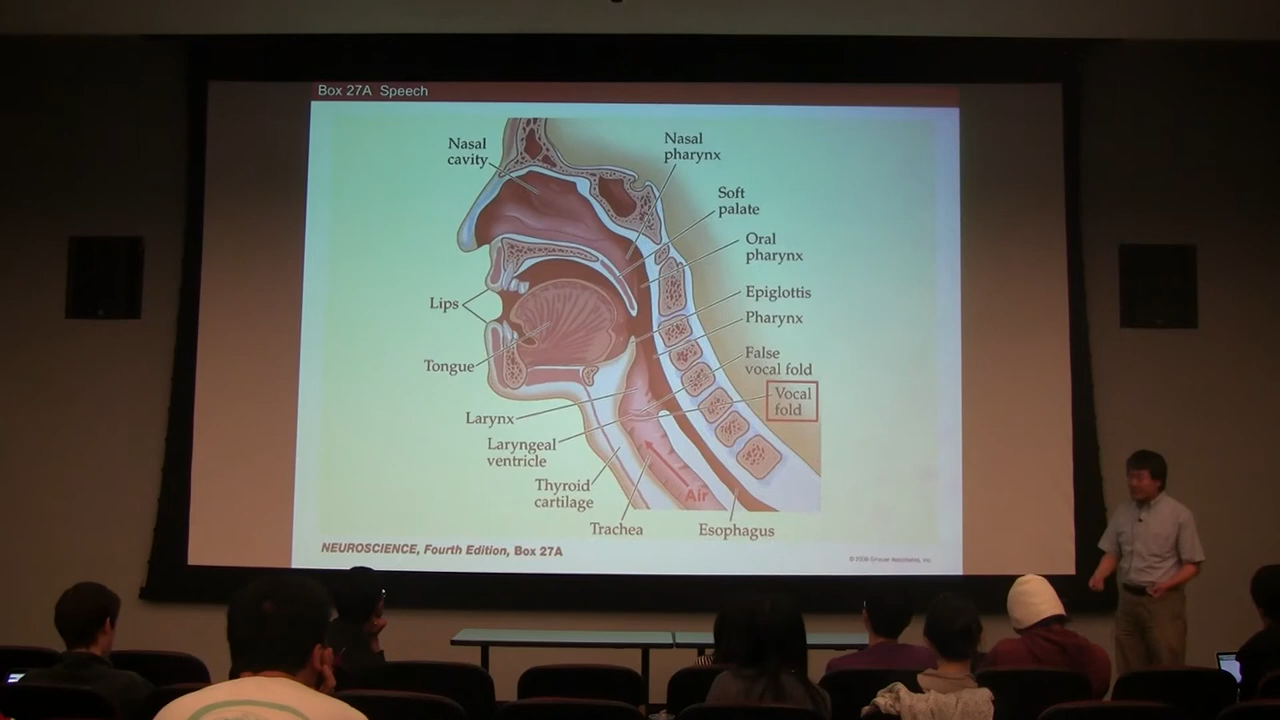 Box 27A Speech
Nasal
cavity
Nasal
pharynx
Soft
palate
Oral
pharynx
Lips
Epiglottis
Pharynx
Tongue
False
vocal fold
Vocal
fold
Larynx
Laryngeal
ventricle
Thyroid
cartilage
Air
Trachea
Esophagus
NEUROSCIENCE, Fourth Edition, Box 27A